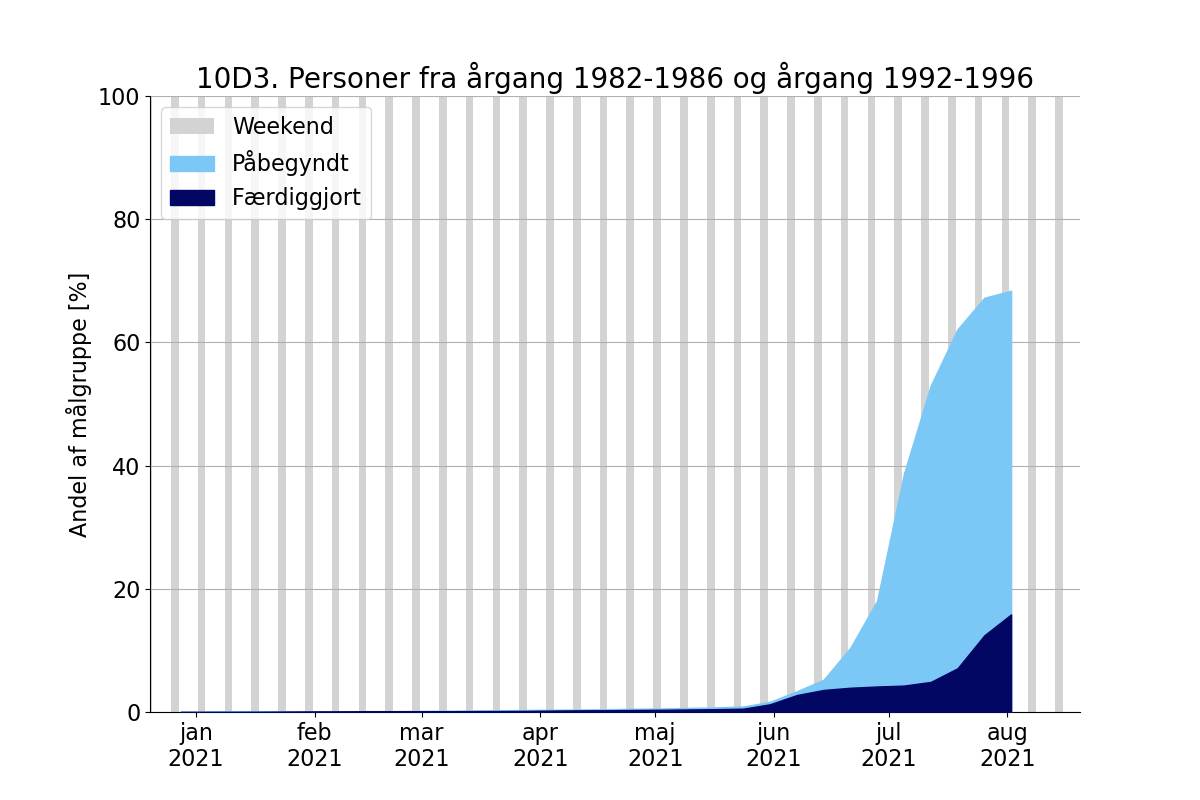 10D3. Personer fra årgang 1982-1986 og årgang 1992-1996
Andel af målgruppe [%]
100
80
60
40
20
0
Weekend
Påbegyndt
Færdiggjort
jan
2021
feb
2021
mar
2021
apr
2021
maj
2021
jun
2021
jul
2021
aug
2021